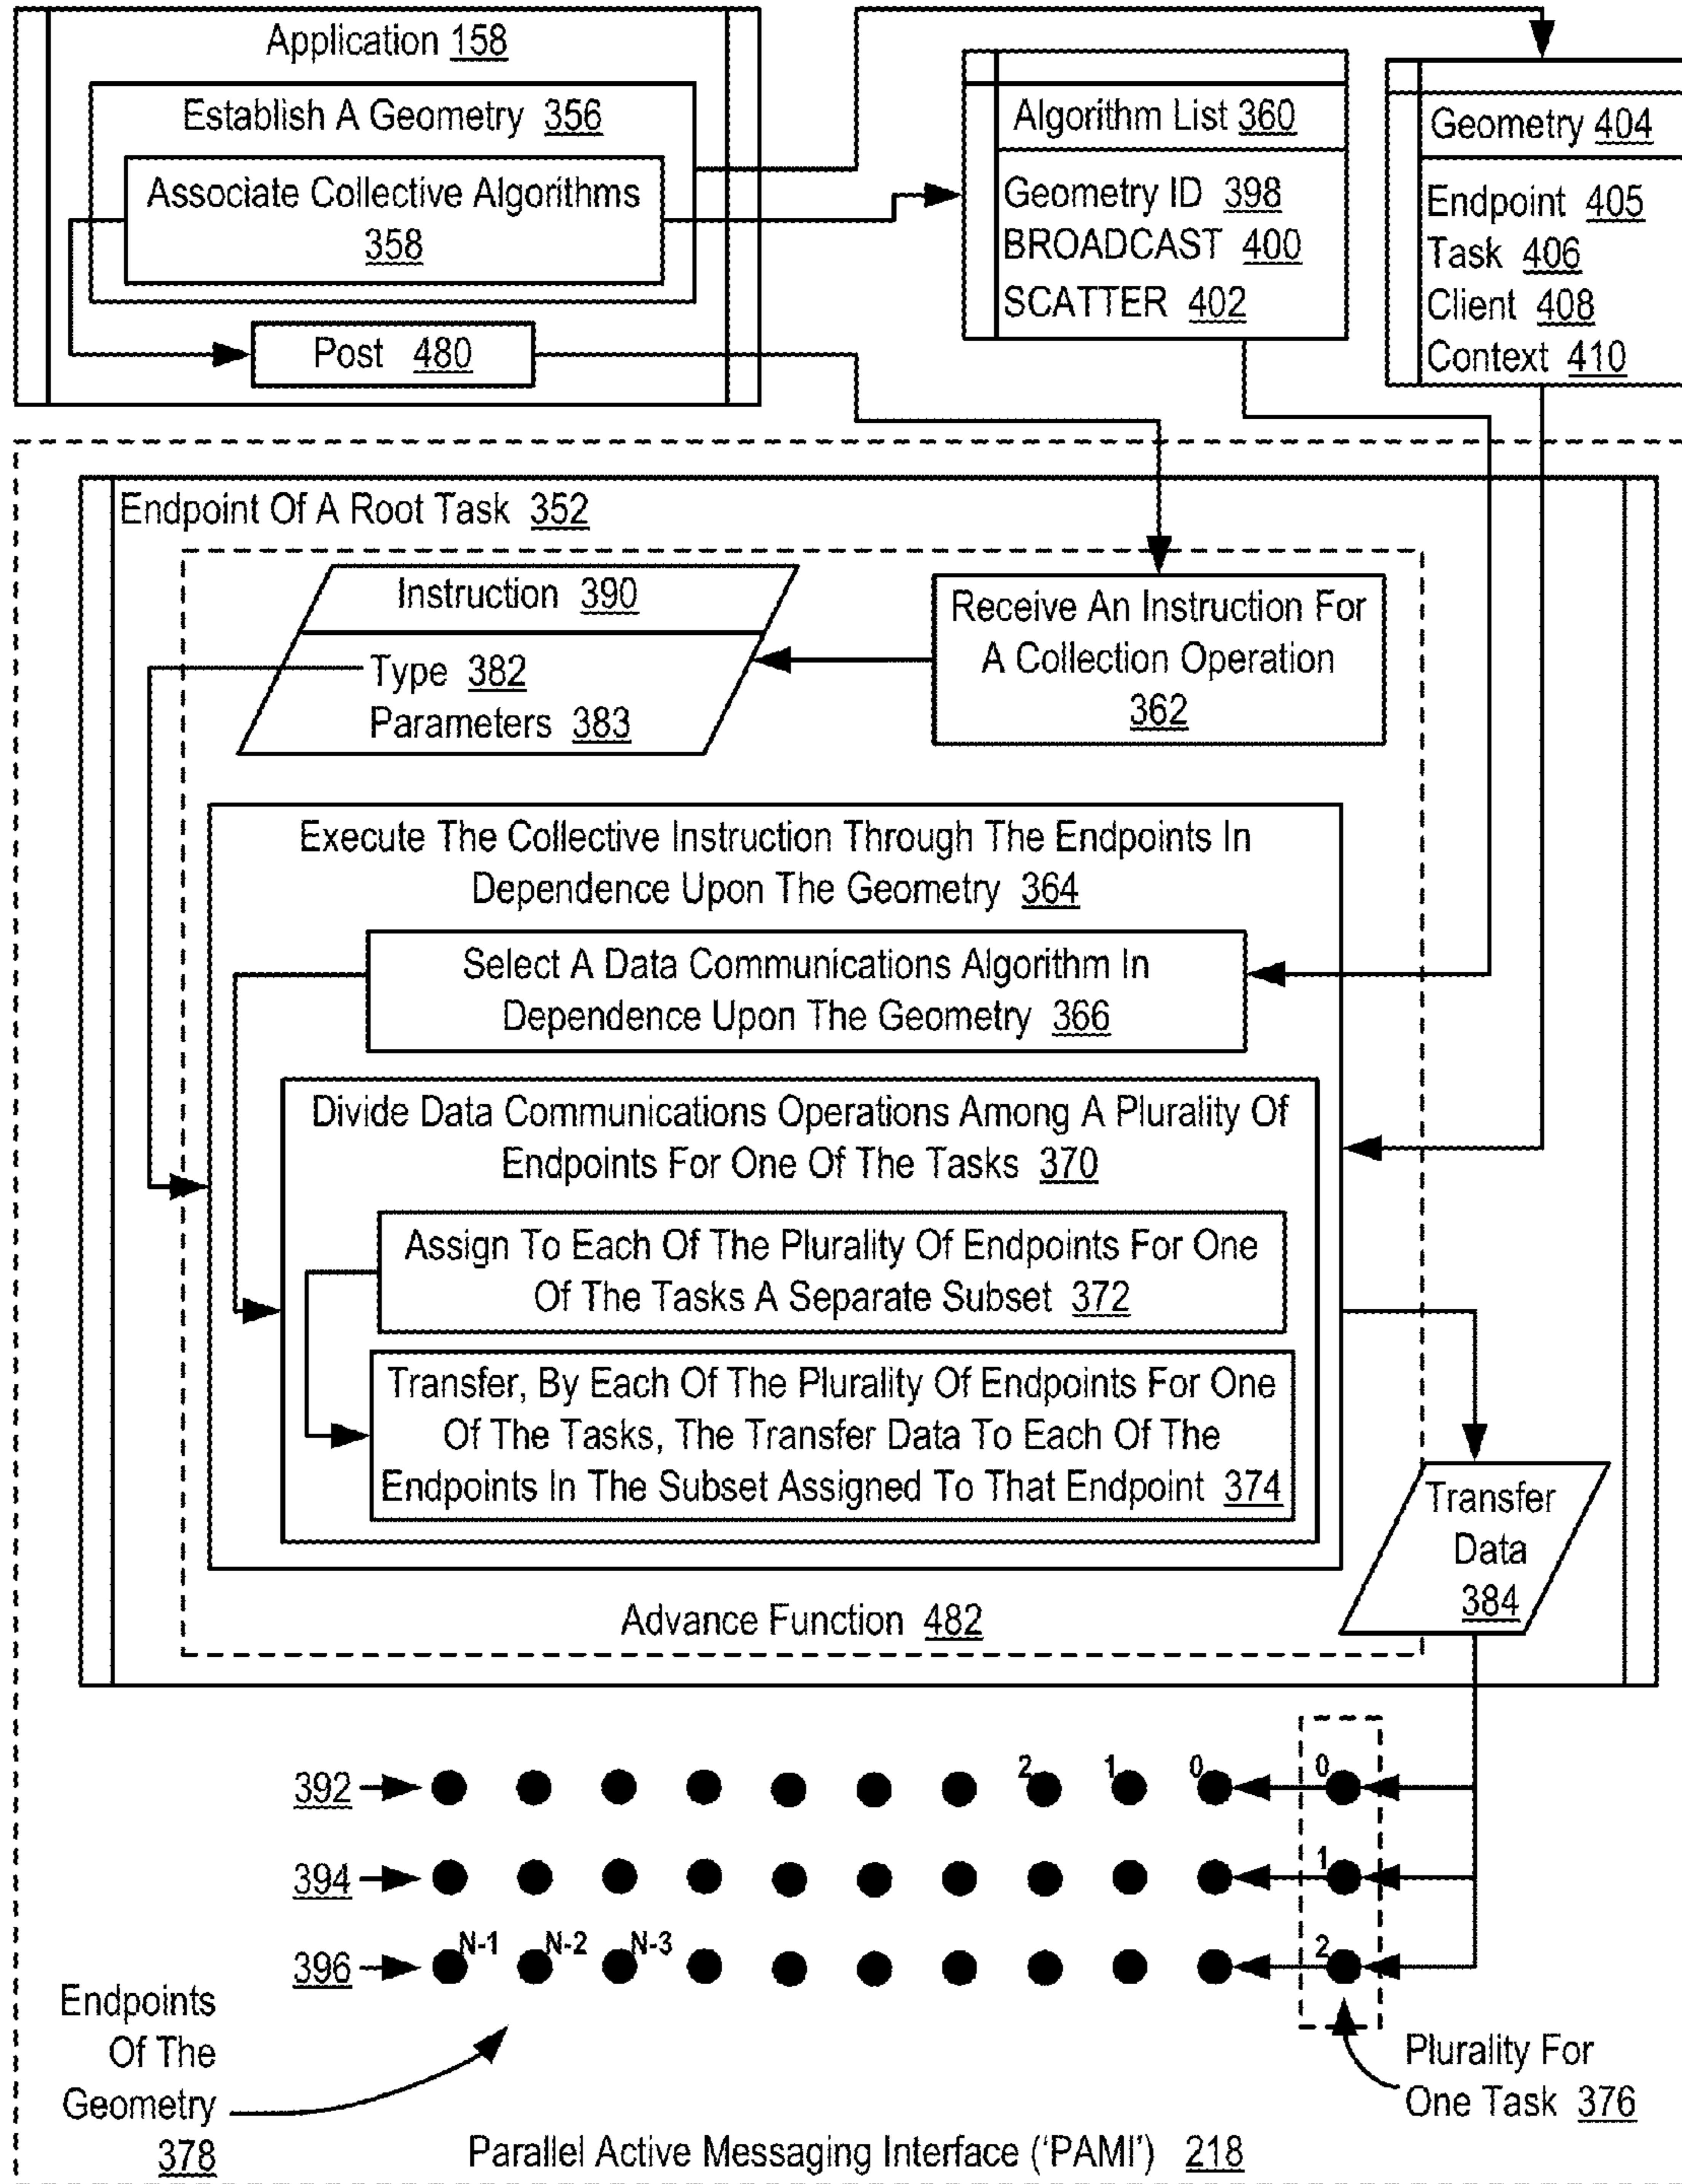 Application 158
Establish A Geometry 356
Associate Collective Algorithms
358
Post 480
Algorithm List 360
Geometry ID 398
BROADCAST 400
SCATTER 402
Geometry 404
Endpoint 405
Task 406
Client 408
Context 410
Endpoint Of A Root Task 352
Instruction 390
Type 382
Parameters 383
Receive An Instruction For
A Collection Operation
362
Execute The Collective Instruction Through The Endpoints In
Dependence Upon The Geometry 364
Select A Data Communications Algorithm In
Dependence Upon The Geometry 366
Divide Data Communications Operations Among A Plurality Of
Endpoints For One Of The Tasks 370
Assign To Each Of The Plurality Of Endpoints For One
Of The Tasks A Separate Subset 372
Transfer, By Each Of The Plurality Of Endpoints For One
Of The Tasks, The Transfer Data To Each Of The
Endpoints In The Subset Assigned To That Endpoint 374
Transfer
Data
384
Advance Function 482
392 2 1 0 0
394 1
396 N-1 N-2 N-3 2
Endpoints
Of The
Geometry
378
Plurality For
One Task 376
Parallel Active Messaging Interface ('PAMI') 218